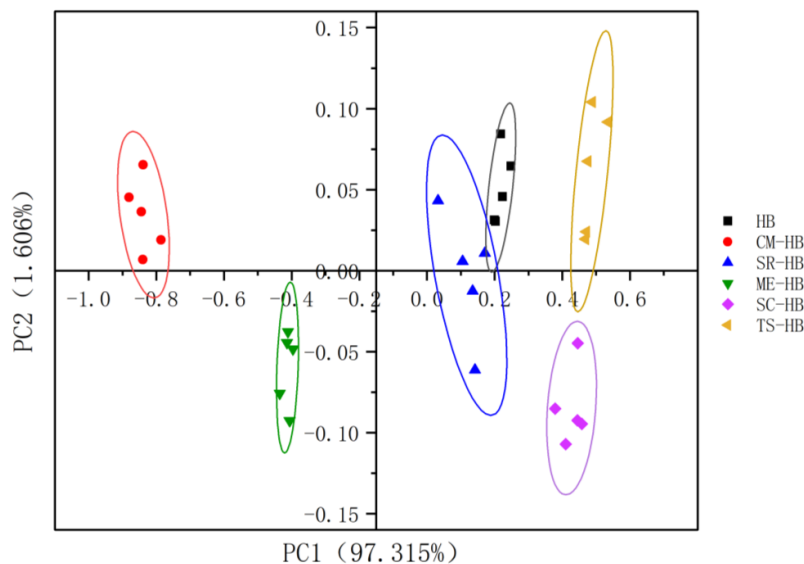 0.15
0.10
0.05
0.00
-1.0 -0.8 -0.6 -0.4 -0.2 0.0 0.2 0.4 0.6
-0.05
-0.10
-0.15
PC2 (1.606%)
PC1 (97.315%)
HB
CM-HB
SR-HB
ME-HB
SC-HB
TS-HB